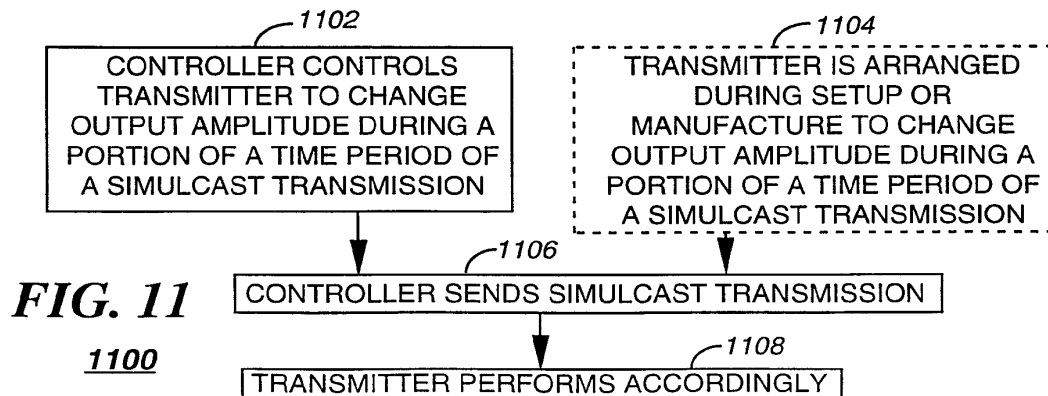 1102
CONTROLLER CONTROLS
TRANSMITTER TO CHANGE
OUTPUT AMPLITUDE DURING A
PORTION OF A TIME PERIOD OF
A SIMULCAST TRANSMISSION
1104
TRANSMITTER IS ARRANGED
DURING SETUP OR
MANUFACTURE TO CHANGE
OUTPUT AMPLITUDE DURING A
PORTION OF A TIME PERIOD OF
A SIMULCAST TRANSMISSION
1106
CONTROLLER SENDS SIMULCAST TRANSMISSION
FIG. 11
1100
1108
TRANSMITTER PERFORMS ACCORDINGLY